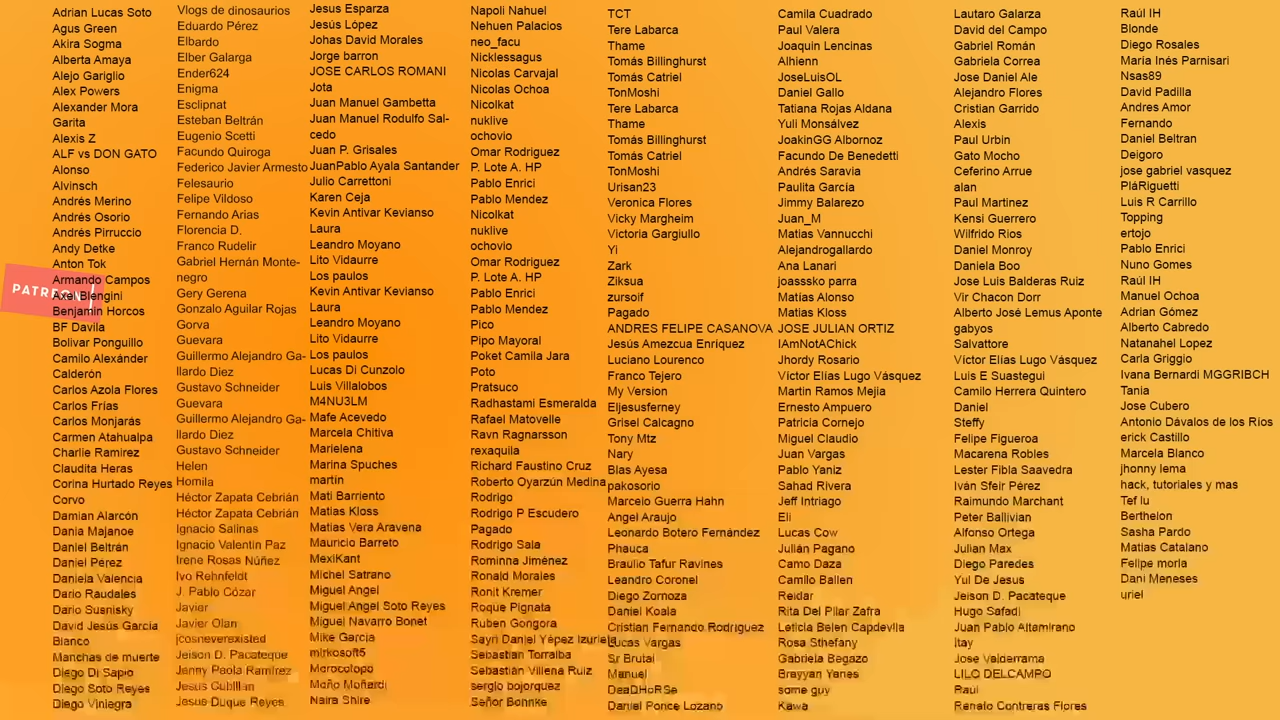 Adrian Lucas Soto
Agus Green
Akira Sogma
Alberta Amaya
Alejo Gariglio
Alex Powers
Alexander Mora
Garita
Alexis Z
ALF vs DON GATO
Alonso
Alvinsch
Andrés Merino
Andrés Osorio
Andrés Pirruccio
Andy Detke
Anton Tok
Armando Campos
Axel Blengini
Benjamin Horcos
BF Davila
Bolivar Ponguillo
Camilo Alexánder
Calderón
Carlos Azola Flores
Carlos Frías
Carlos Monjarás
Carmen Atahualpa
Charlie Ramirez
Claudita Heras
Corina Hurtado Reyes
Corvo
Damian Alarcón
Dania Majanoe
Daniel Beltrán
Daniel Pérez
Daniela Valencia
Dario Raudales
Dario Susnisky
David Jesus Garcia
Blanco
Manchas de muerte
Diego Di Sapio
Diego Soto Reyes
Diego Viniegra
PATREON
Vlogs de dinosaurios
Eduardo Pérez
Elbardo
Elber Galarga
Ender624
Enigma
Esclipnat
Esteban Beltrán
Eugenio Scetti
Facundo Quiroga
Federico Javier Armesto
Felesaurio
Felipe Vildoso
Fernando Arias
Florencia D.
Franco Rudelir
Gabriel Hernán Monte-
negro
Gery Gerena
Gonzalo Aguilar Rojas
Gorva
Guevara
Guillermo Alejandro Ga-
llardo Diez
Gustavo Schneider
Guevara
Guillermo Alejandro Ga-
llardo Diez
Gustavo Schneider
Helen
Homila
Héctor Zapata Cebrián
Héctor Zapata Cebrián
Ignacio Salinas
Ignacio Valentín Paz
Irene Rosas Núñez
Ivo Rehnfeldt
J. Pablo Cózar
Javier
Javier Olan
jcosneverexisted
Jeison D. Pacateque
Janny Paola Ramírez
Jesus Cubillan
Jesus Duque Reyes
Jesus Esparza
Jesús López
Johas David Morales
Jorge barron
JOSE CARLOS ROMANI
Jota
Juan Manuel Gambetta
Juan Manuel Rodulfo Sal-
cedo
Juan P. Grisales
JuanPablo Ayala Santander
Julio Carrettoni
Karen Ceja
Kevin Antivar Kevianso
Laura
Leandro Moyano
Lito Vidaurre
Los paulos
Kevin Antivar Kevianso
Laura
Leandro Moyano
Lito Vidaurre
Los paulos
Lucas Di Cunzolo
Luis Villalobos
M4NU3LM
Mafe Acevedo
Marcela Chitiva
Marielena
Marina Spuches
martin
Mati Barriento
Matias Kloss
Matias Vera Aravena
Mauricio Bareto
MexiKant
Michel Satrano
Miguel Angel
Miguel Angel Soto Reyes
Miguel Navarro Bonet
Mike Garcia
mirkosoft5
Morocotopo
Moño Moñardi
Naira Shire
Napoli Nahuel
Nehuen Palacios
neo_facu
Nicklessagus
Nicolas Carvajal
Nicolas Ochoa
Nicolkat
nuklive
ochovio
Omar Rodriguez
P. Lote A. HP
Pablo Enrici
Pablo Mendez
Nicolkat
nuklive
ochovio
Omar Rodriguez
P. Lote A. HP
Pablo Enrici
Pablo Mendez
Pico
Pipo Mayoral
Poket Camila Jara
Poto
Pratsuco
Radhastami Esmeralda
Rafael Matovelle
Ravn Ragnarsson
rexaquila
Richard Faustino Cruz
Roberto Oyarzún Medina
Rodrigo
Rodrigo P Escudero
Pagado
Rodrigo Sala
Rominna Jiménez
Ronald Morales
Ronit Kremer
Roque Pignata
Ruben Gongora
Sayri Daniel Yépez Izurieta
Sebastian Torralba
Sebastián Villena Ruiz
sergio bojorquez
Señor Bonnke
TCT
Tere Labarca
Thame
Tomás Billinghurst
Tomás Catriel
TonMoshi
Tere Labarca
Thame
Tomás Billinghurst
Tomás Catriel
TonMoshi
Urisan23
Veronica Flores
Vicky Margheim
Victoria Gargiullo
Yi
Zark
Ziksua
zursoif
Pagado
ANDRES FELIPE CASANOVA
Jesús Amezcua Enríquez
Luciano Lourenco
Franco Tejero
My Version
Eljesusferney
Grisel Calcagno
Tony Mtz
Nary
Blas Ayesa
pakosorio
Marcelo Guerra Hahn
Angel Araujo
Leonardo Botero Fernández
Phauca
Braulio Tafur Ravines
Leandro Coronel
Diego Zornoza
Daniel Koala
Cristian Fernando Rodriguez
Lucas Vargas
Sr Brutal
Manuel
DeaDHoRSe
Daniel Ponce Lozano
Camila Cuadrado
Paul Valera
Joaquin Lencinas
Alhienn
JoseLuisOL
Daniel Gallo
Tatiana Rojas Aldana
Yuli Monsálvez
JoakinGG Albornoz
Facundo De Benedetti
Andrés Saravia
Paulita García
Jimmy Balarezo
Juan_M
Matias Vannucchi
Alejandrogallardo
Ana Lanari
joasssko parra
Matías Alonso
Matias Kloss
JOSE JULIAN ORTIZ
IAmNotAChick
Jhordy Rosario
Víctor Elías Lugo Vásquez
Martin Ramos Mejia
Ernesto Ampuero
Patricia Cornejo
Miguel Claudio
Juan Vargas
Pablo Yaniz
Sahad Rivera
Jeff Intriago
Eli
Lucas Cow
Julián Pagano
Camo Daza
Camilo Ballen
Reidar
Rita Del Pilar Zafra
Leticia Belen Capdevila
Rosa Sthefany
Gabriela Begazo
Brayyan Yanes
some guy
Kawa
Lautaro Galarza
David del Campo
Gabriel Román
Gabriela Correa
Jose Daniel Ale
Alejandro Flores
Cristian Garrido
Alexis
Paul Urbin
Gato Mocho
Ceferino Arrue
alan
Paul Martinez
Kensi Guerrero
Wilfrido Rios
Daniel Monroy
Daniela Boo
Jose Luis Balderas Ruiz
Vir Chacon Dorr
Alberto José Lemus Aponte
gabyos
Salvattore
Víctor Elías Lugo Vásquez
Luis E Suastegui
Camilo Herrera Quintero
Daniel
Steffy
Felipe Figueroa
Macarena Robles
Lester Fibla Saavedra
Iván Sfeir Pérez
Raimundo Marchant
Peter Ballivian
Alfonso Ortega
Julian Max
Diego Paredes
Yul De Jesus
Jeison D. Pacateque
Hugo Safadi
Juan Pablo Altamirano
Itay
Jose Valderrama
LILO DELCAMPO
Raul
Renato Contreras Flores
Raúl IH
Blonde
Diego Rosales
María Inés Parnisari
Nsas89
David Padilla
Andres Amor
Fernando
Daniel Beltran
Deigoro
jose gabriel vasquez
PláRiguetti
Luis R Carrillo
Topping
ertojo
Pablo Enrici
Nuno Gomes
Raúl IH
Manuel Ochoa
Adrian Gómez
Alberto Cabredo
Natanahel Lopez
Carla Griggio
Ivana Bernardi MGGRIBCH
Tania
Jose Cubero
Antonio Dávalos de los Ríos
erick Castillo
Marcela Blanco
jhonny lema
hack, tutoriales y mas
Tef lu
Berthelon
Sasha Pardo
Matias Catalano
Felipe morla
Dani Meneses
uriel